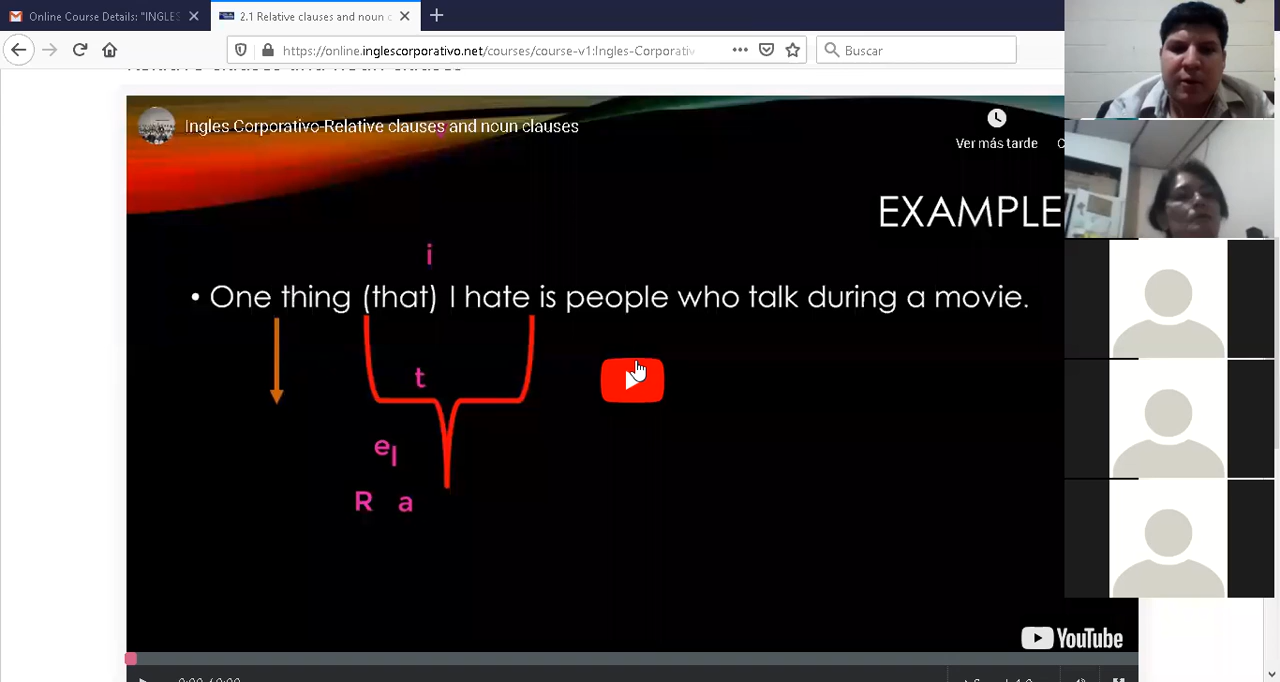 Online Course Details: "INGLES
2.1 Relative clauses and noun c
https://online.inglescorporativo.net/courses/course-v1:Ingles-Corporativ
Buscar
Ingles Corporativo-Relative clauses and noun clauses
Ver más tarde
EXAMPLE
i
• One thing (that) I hate is people who talk during a movie.
t
e l
R a
YouTube